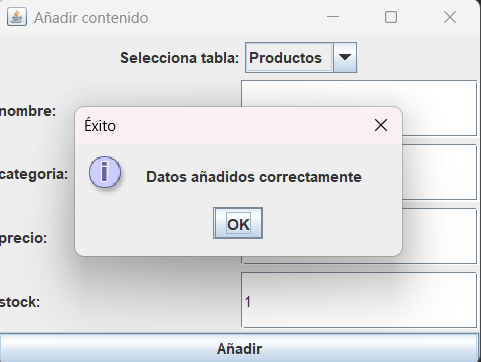 Añadir contenido
Selecciona tabla: Productos
nombre:
Éxito
Datos añadidos correctamente
categoria:
OK
precio:
stock: 1
Añadir